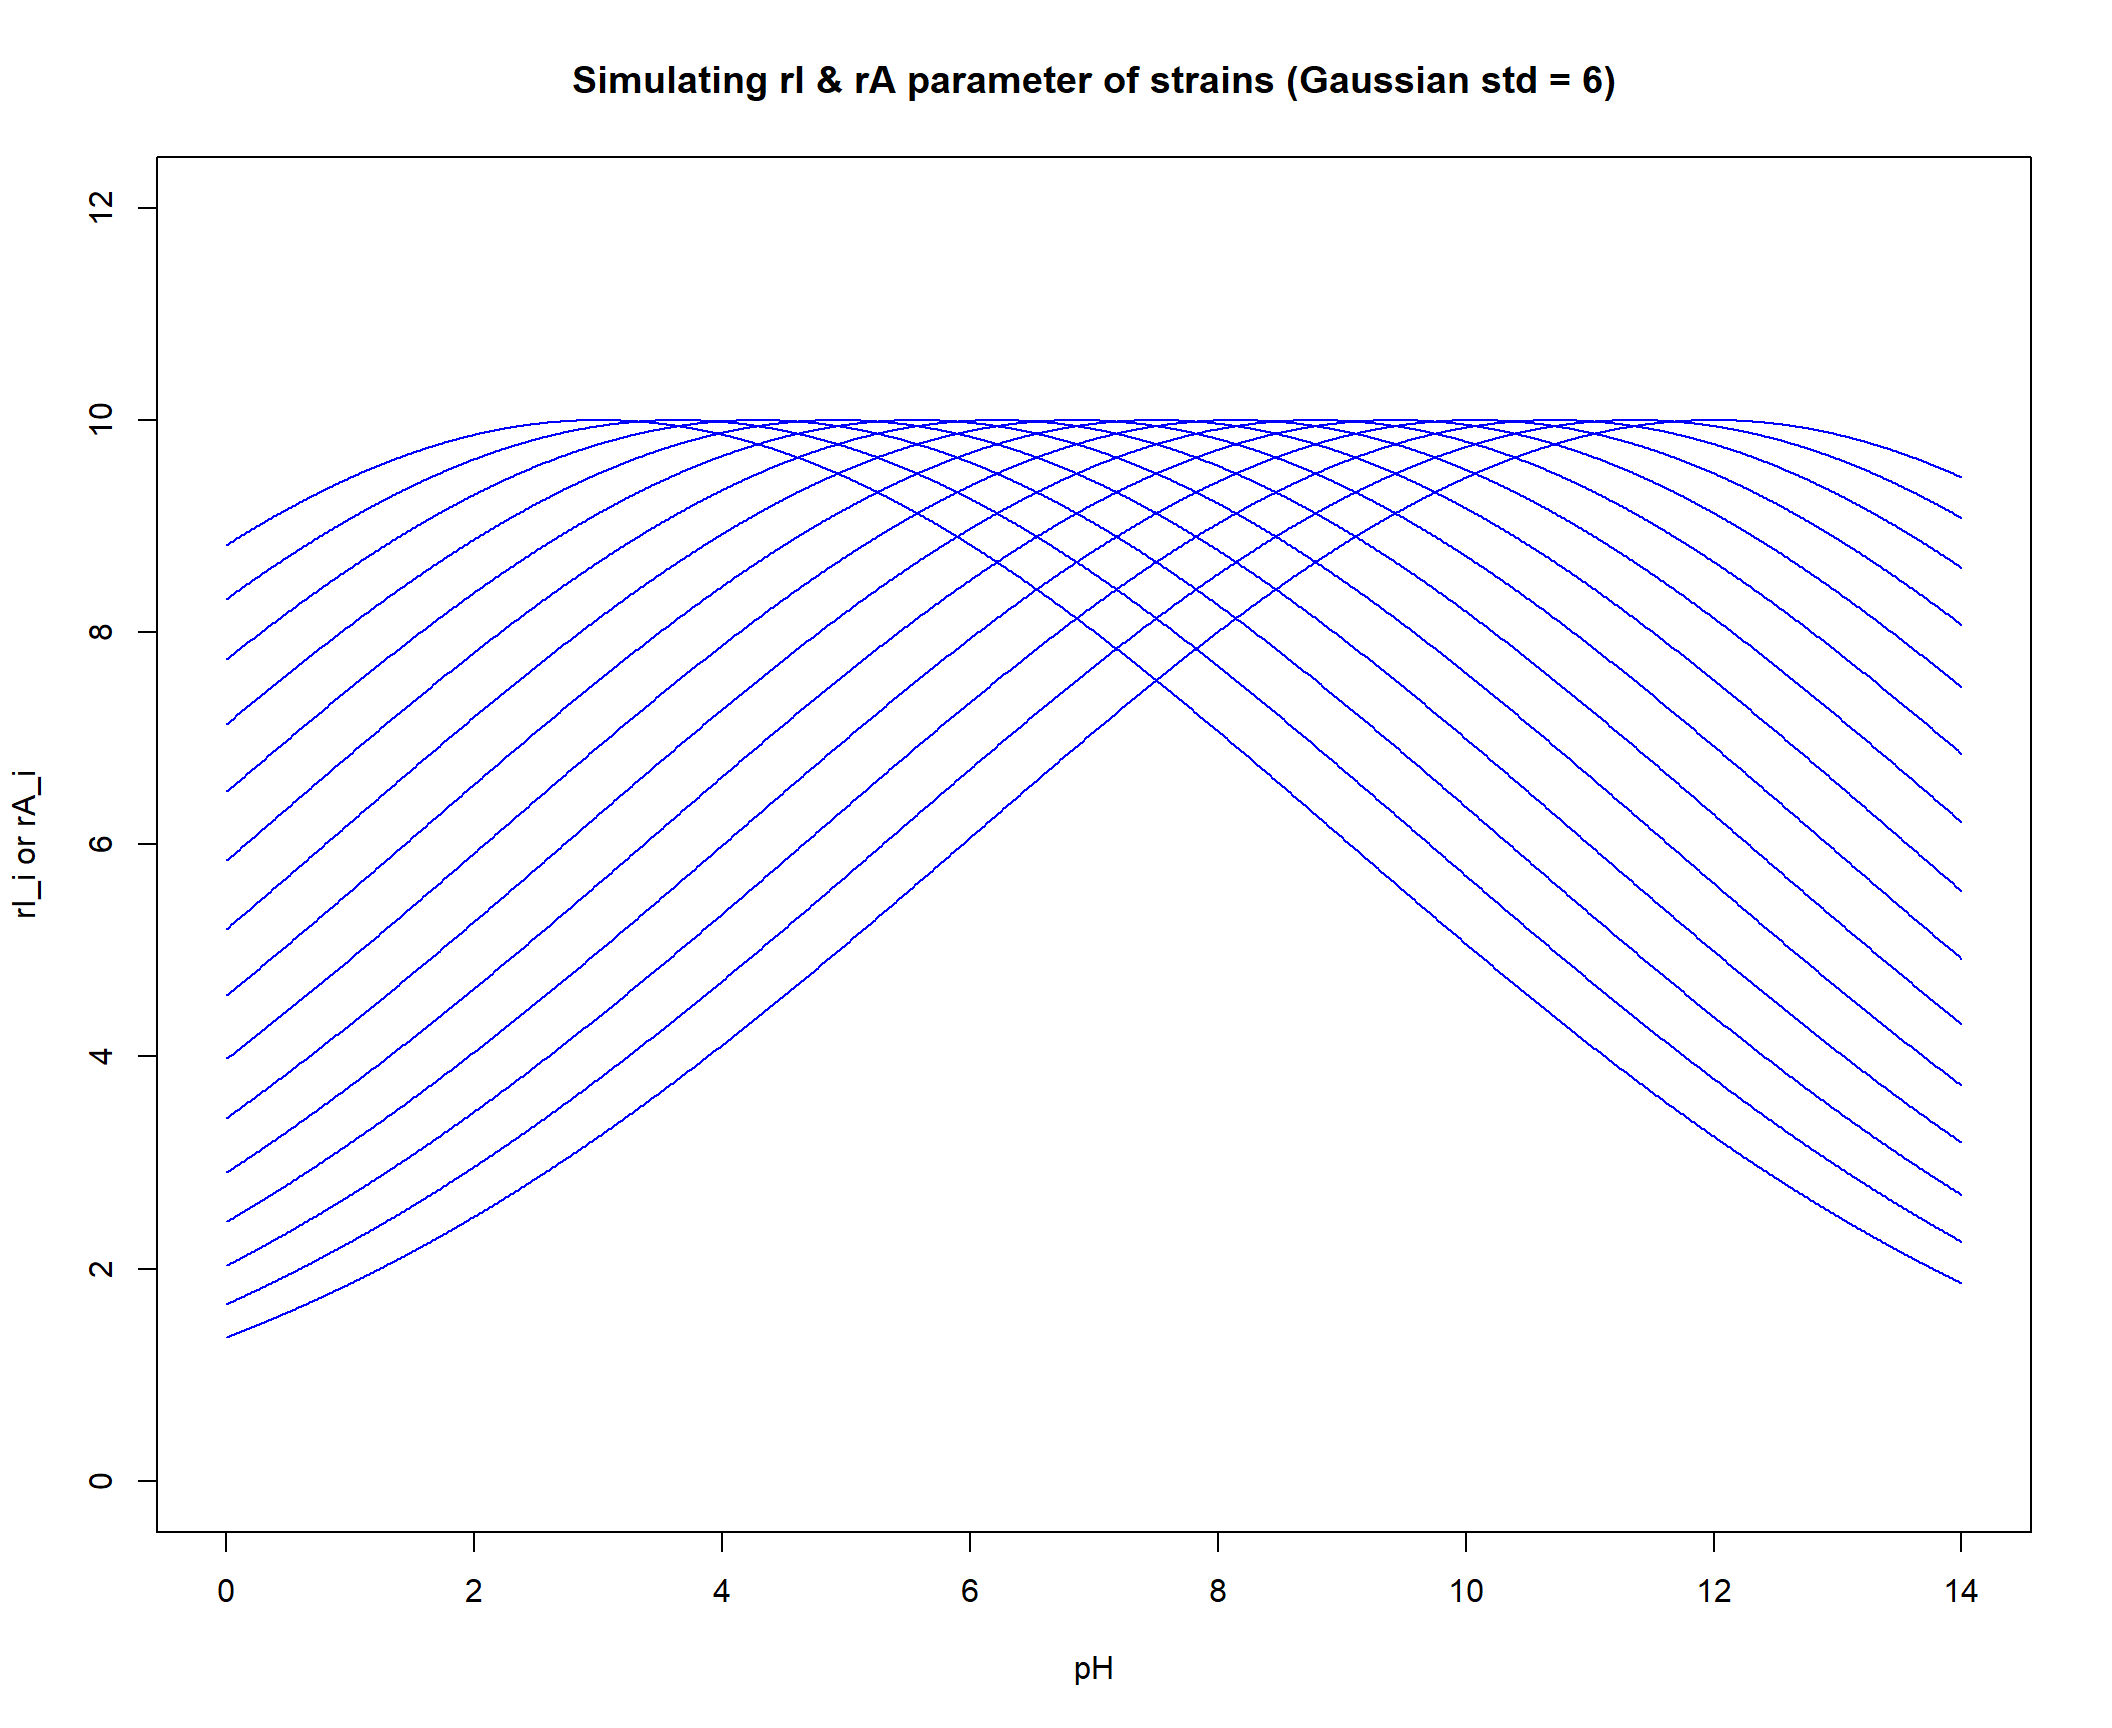 Simulating rI & rA parameter of strains (Gaussian std = 6)
12
10
8
6
4
2
0
rI_i or rA_i
0 2 4 6 8 10 12 14
pH